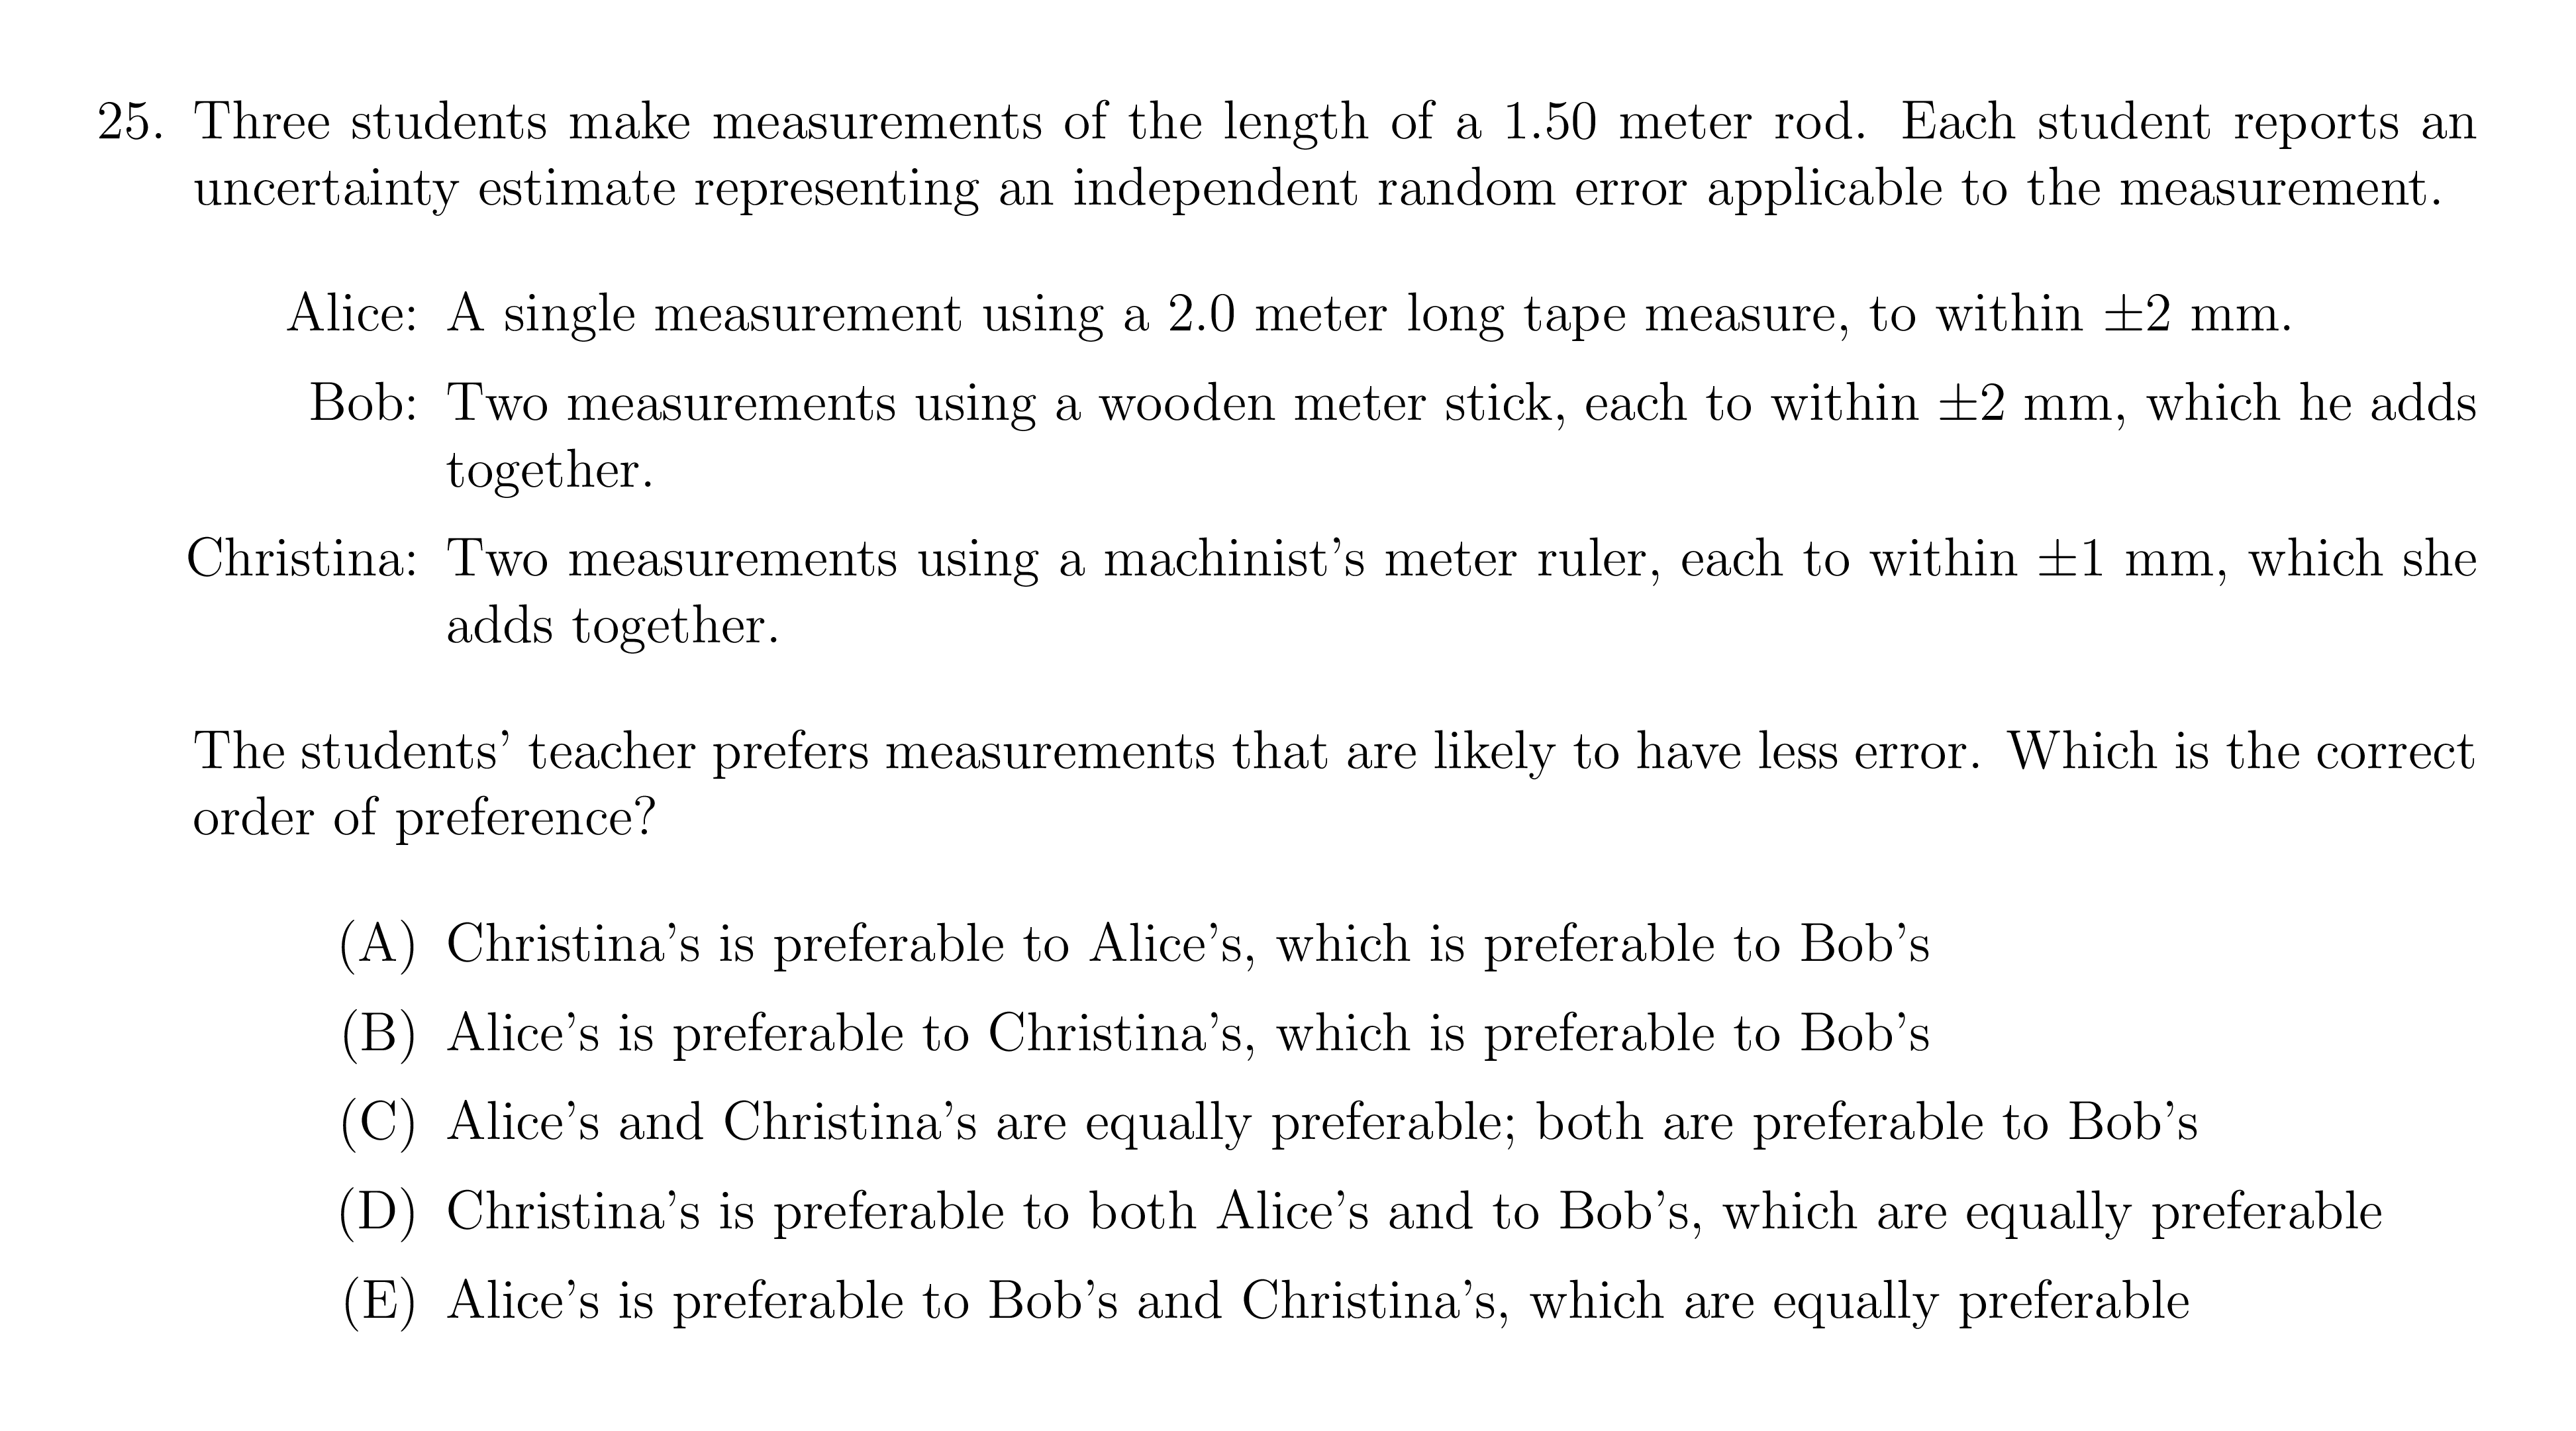 25. Three students make measurements of the length of a 1.50 meter rod. Each student reports an
uncertainty estimate representing an independent random error applicable to the measurement.
Alice: A single measurement using a 2.0 meter long tape measure, to within ±2 mm.
Bob: Two measurements using a wooden meter stick, each to within ±2 mm, which he adds
together.
Christina: Two measurements using a machinist's meter ruler, each to within ±1 mm, which she
adds together.
The students' teacher prefers measurements that are likely to have less error. Which is the correct
order of preference?
(A) Christina's is preferable to Alice's, which is preferable to Bob's
(B) Alice's is preferable to Christina's, which is preferable to Bob's
(C) Alice's and Christina's are equally preferable; both are preferable to Bob's
(D) Christina's is preferable to both Alice's and to Bob's, which are equally preferable
(E) Alice's is preferable to Bob's and Christina's, which are equally preferable